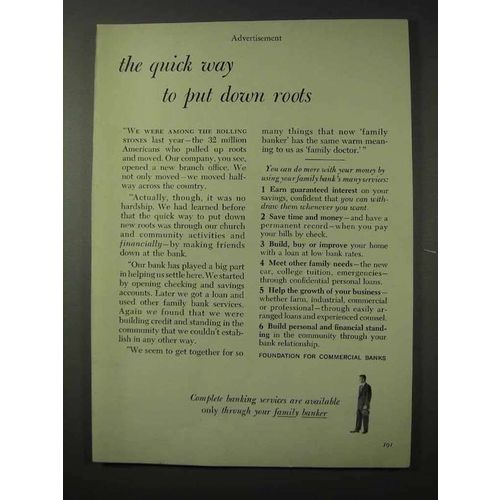 Advertisement
the quick way
to put down roots
"WE WERE AMONG THE ROLLING
STONES last year—the 32 million
Americans who pulled up roots
and moved. Our company, you see,
opened a new branch office. We
not only moved—we moved half-
way across the country.
"Actually, though, it was no
hardship. We had learned before
that the quick way to put down
new roots was through our church
and community activities and
financially—by making friends
down at the bank.
"Our bank has played a big part
in helping us settle here. We started
by opening checking and savings
accounts. Later we got a loan and
used other family bank services.
Again we found that we were
building credit and standing in the
community that we couldn't estab-
lish in any other way.
"We seem to get together for so
many things that now 'family
banker' has the same warm mean-
ing to us as 'family doctor.'"
You can do more with your money by
using your family bank's many services:
1 Earn guaranteed interest on your
savings, confident that you can with-
draw them whenever you want.
2 Save time and money—and have a
permanent record—when you pay
your bills by check.
3 Build, buy or improve your home
with a loan at low bank rates.
4 Meet other family needs—the new
car, college tuition, emergencies—
through confidential personal loans.
5 Help the growth of your business—
whether farm, industrial, commercial
or professional—through easily ar-
ranged loans and experienced counsel.
6 Build personal and financial stand-
ing in the community through your
bank relationship.
FOUNDATION FOR COMMERCIAL BANKS
Complete banking services are available
only through your family banker
191